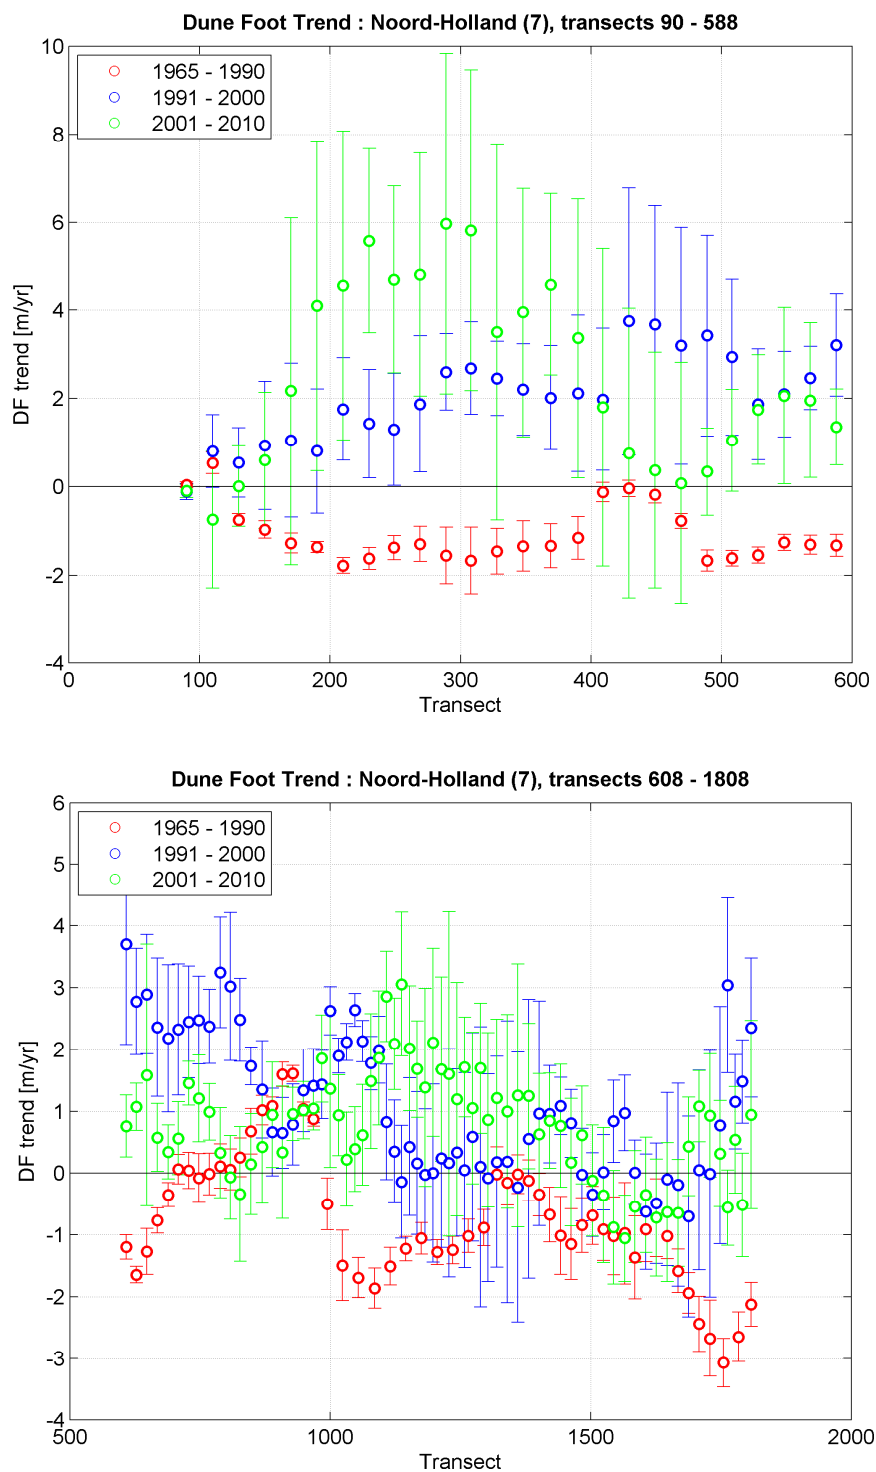 Dune Foot Trend : Noord-Holland (7), transects 90 - 588
10
8
6
4
2
0
-2
-4
DF trend [m/yr]
1965 - 1990
1991 - 2000
2001 - 2010
0
100
200
300
400
500
600
Transect
Dune Foot Trend : Noord-Holland (7), transects 608 - 1808
6
5
4
3
2
1
0
-1
-2
-3
-4
DF trend [m/yr]
1965 - 1990
1991 - 2000
2001 - 2010
500
1000
1500
2000
Transect